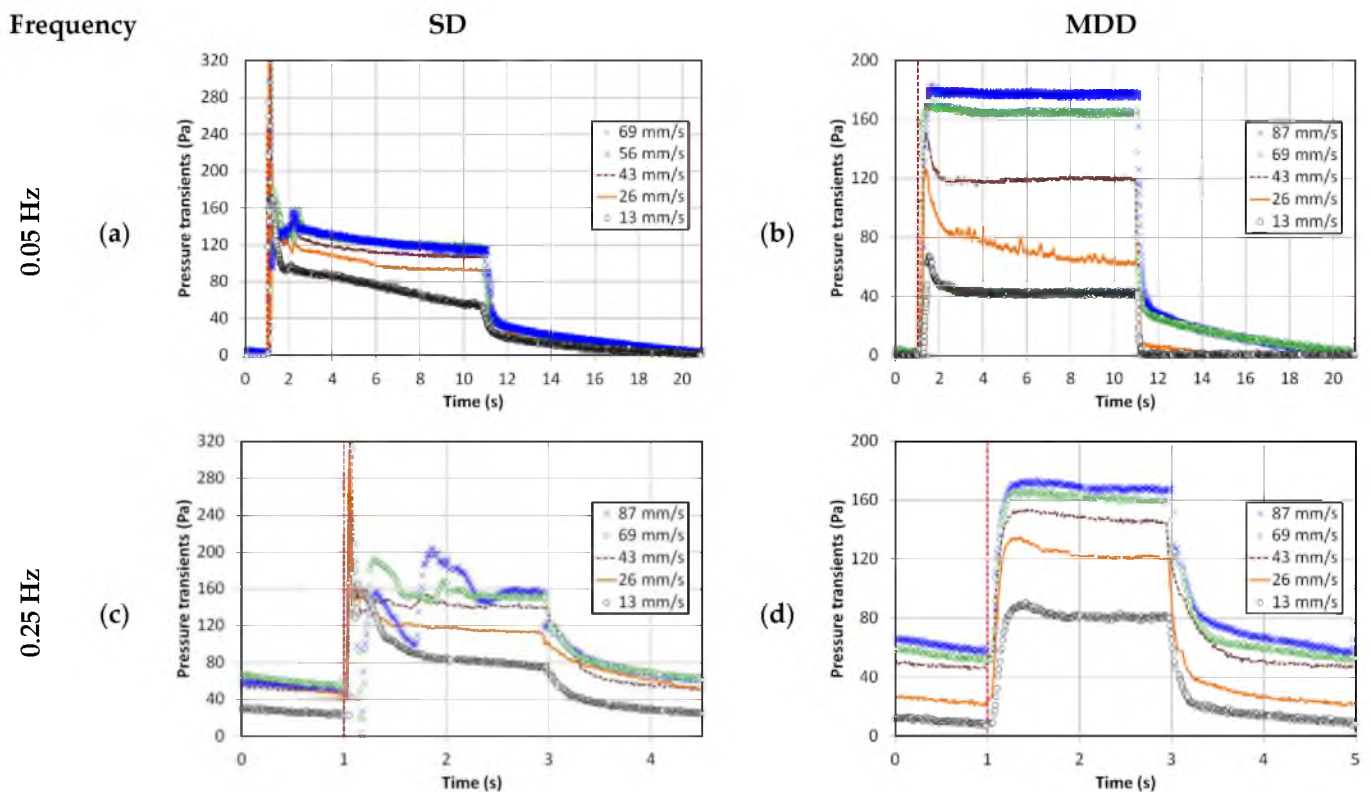 Frequency SD MDD
0.05 Hz
(a)
Pressure transients (Pa)
320
280
240
200
160
120
80
40
0
69 mm/s
56 mm/s
43 mm/s
26 mm/s
13 mm/s
0 2 4 6 8 10 12 14 16 18 20
Time (s)
(b)
Pressure transients (Pa)
200
160
120
80
40
0
87 mm/s
69 mm/s
43 mm/s
26 mm/s
13 mm/s
0 2 4 6 8 10 12 14 16 18 20
Time (s)
0.25 Hz
(c)
Pressure transients (Pa)
320
280
240
200
160
120
80
40
0
87 mm/s
69 mm/s
43 mm/s
26 mm/s
13 mm/s
0 1 2 3 4
Time (s)
(d)
Pressure transients (Pa)
200
160
120
80
40
0
87 mm/s
69 mm/s
43 mm/s
26 mm/s
13 mm/s
0 1 2 3 4 5
Time (s)